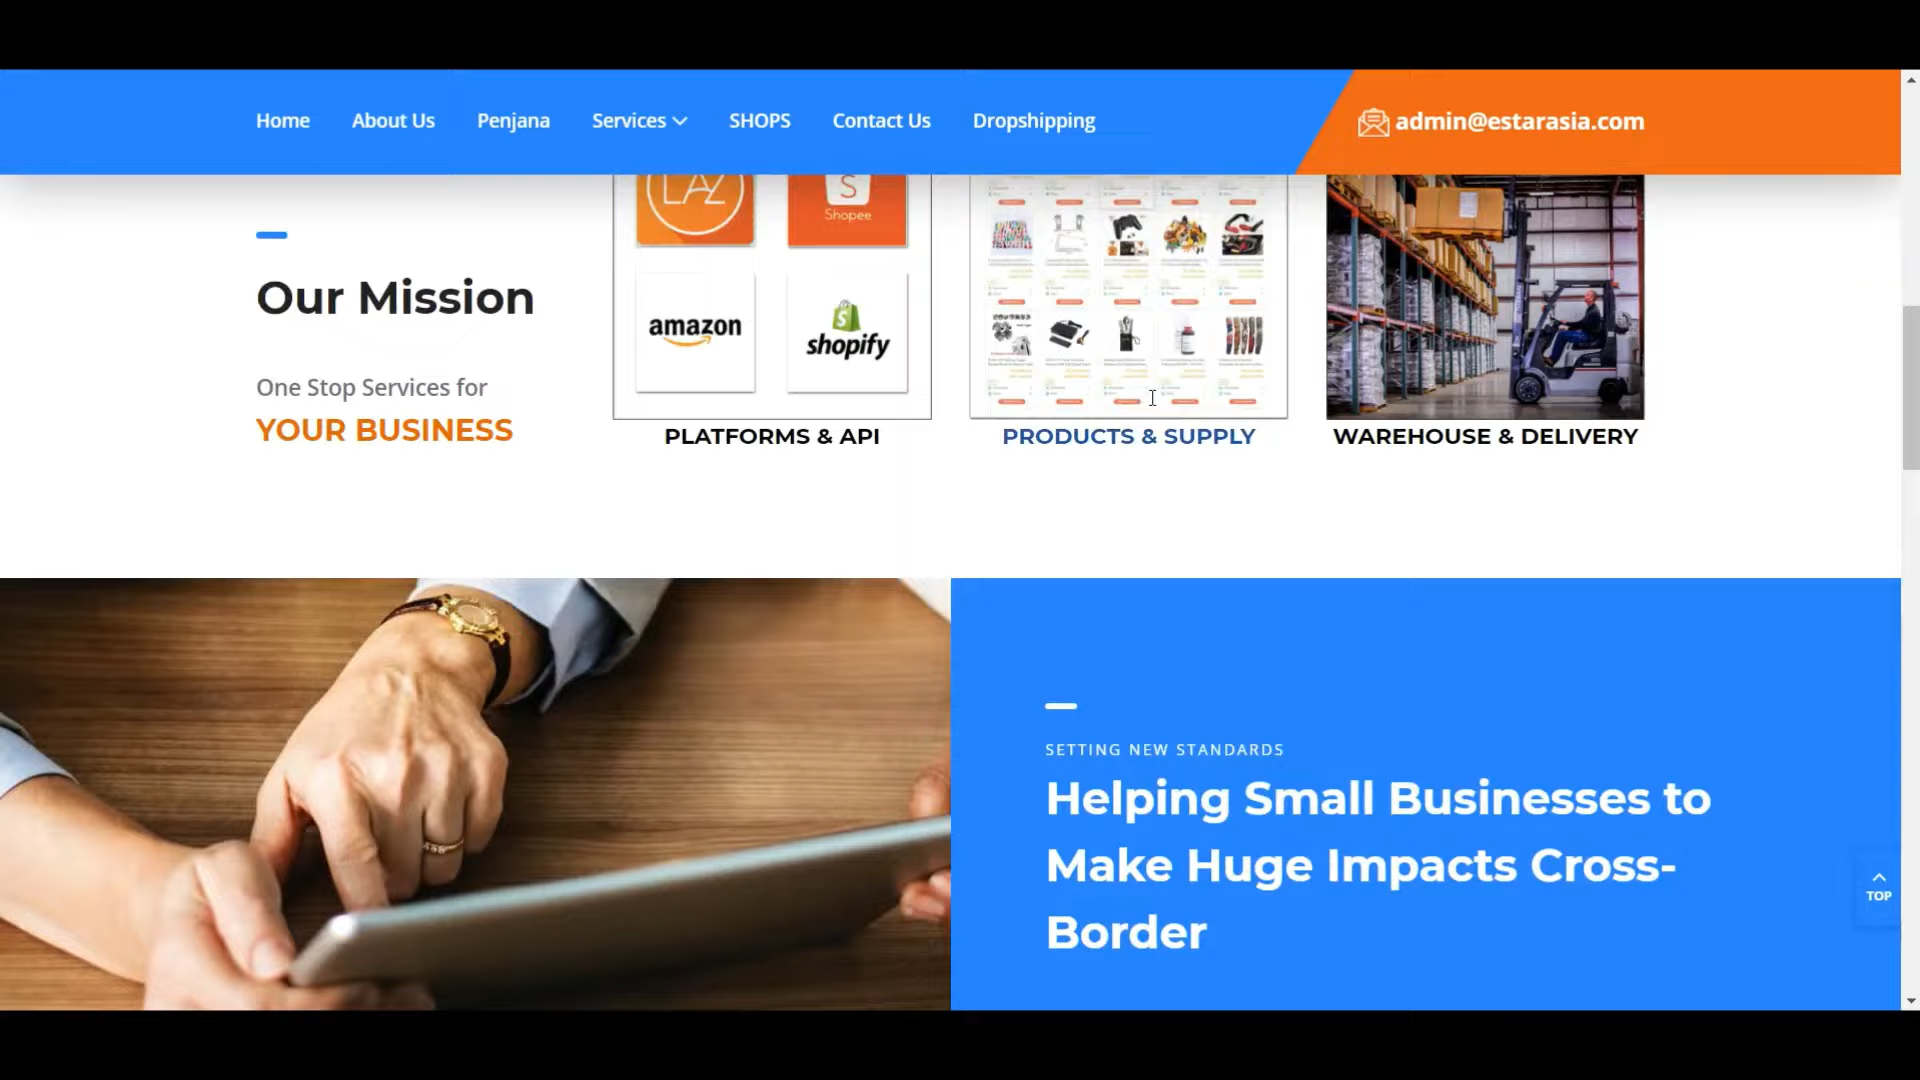 Home About Us Penjana Services SHOPS Contact Us Dropshipping admin@estarasia.com
LAZ
S
Shopee
Our Mission
amazon
S
shopify
One Stop Services for
YOUR BUSINESS
PLATFORMS & API
PRODUCTS & SUPPLY
WAREHOUSE & DELIVERY
SETTING NEW STANDARDS
Helping Small Businesses to
Make Huge Impacts Cross-
Border
TOP